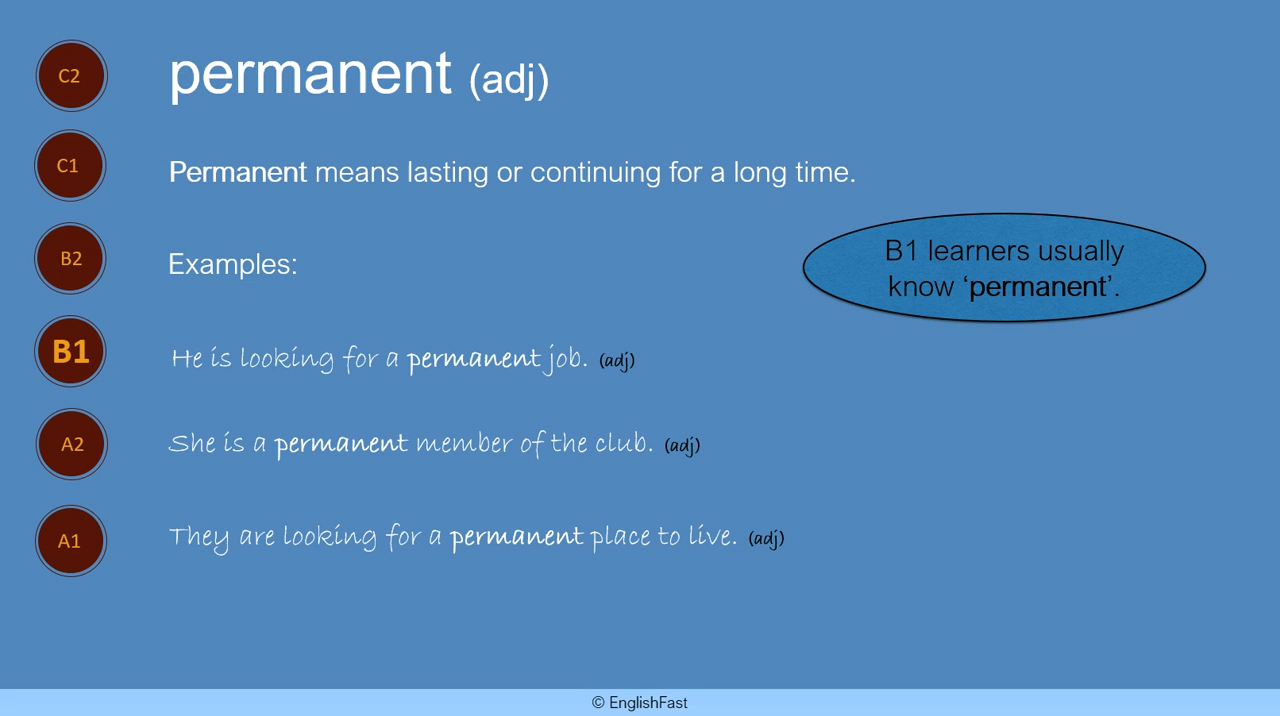 C2
permanent (adj)
C1
Permanent means lasting or continuing for a long time.
B2
Examples:
B1 learners usually
know ‘permanent’.
B1
He is looking for a permanent job. (adj)
A2
She is a permanent member of the club. (adj)
A1
They are looking for a permanent place to live. (adj)
© EnglishFast